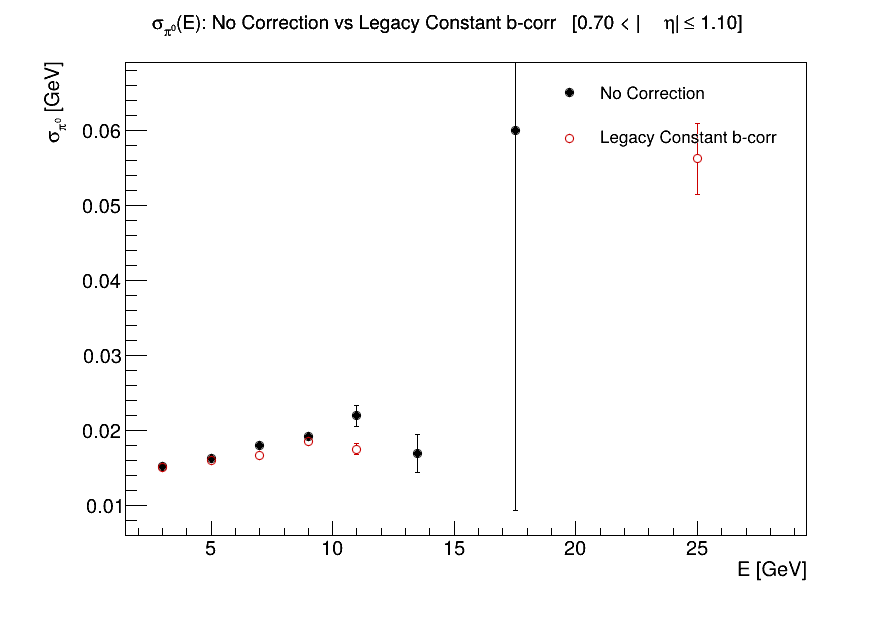 σπ⁰(E): No Correction vs Legacy Constant b-corr [0.70 < | η| ≤ 1.10]
σπ⁰ [GeV]
No Correction
Legacy Constant b-corr
0.06
0.05
0.04
0.03
0.02
0.01
5 10 15 20 25
E [GeV]